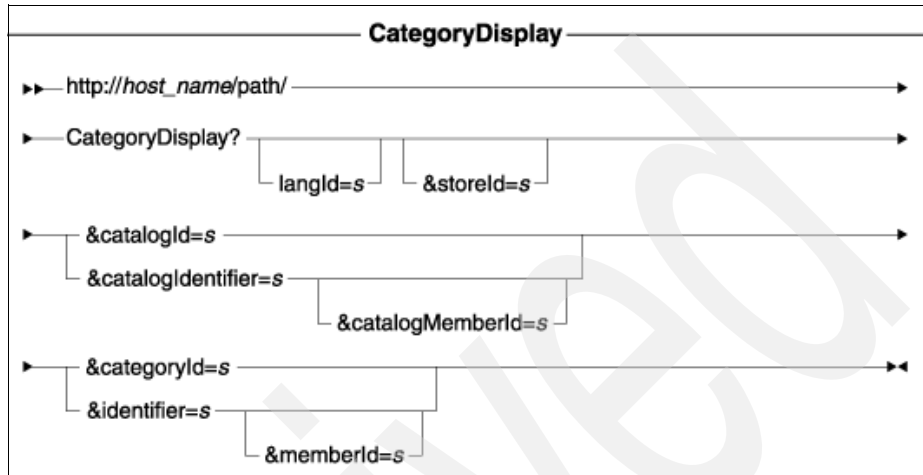 CategoryDisplay
http://host_name/path/
CategoryDisplay?
langId=s
&storeId=s
&catalogId=s
&catalogIdentifier=s
&catalogMemberId=s
&categoryId=s
&identifier=s
&memberId=s